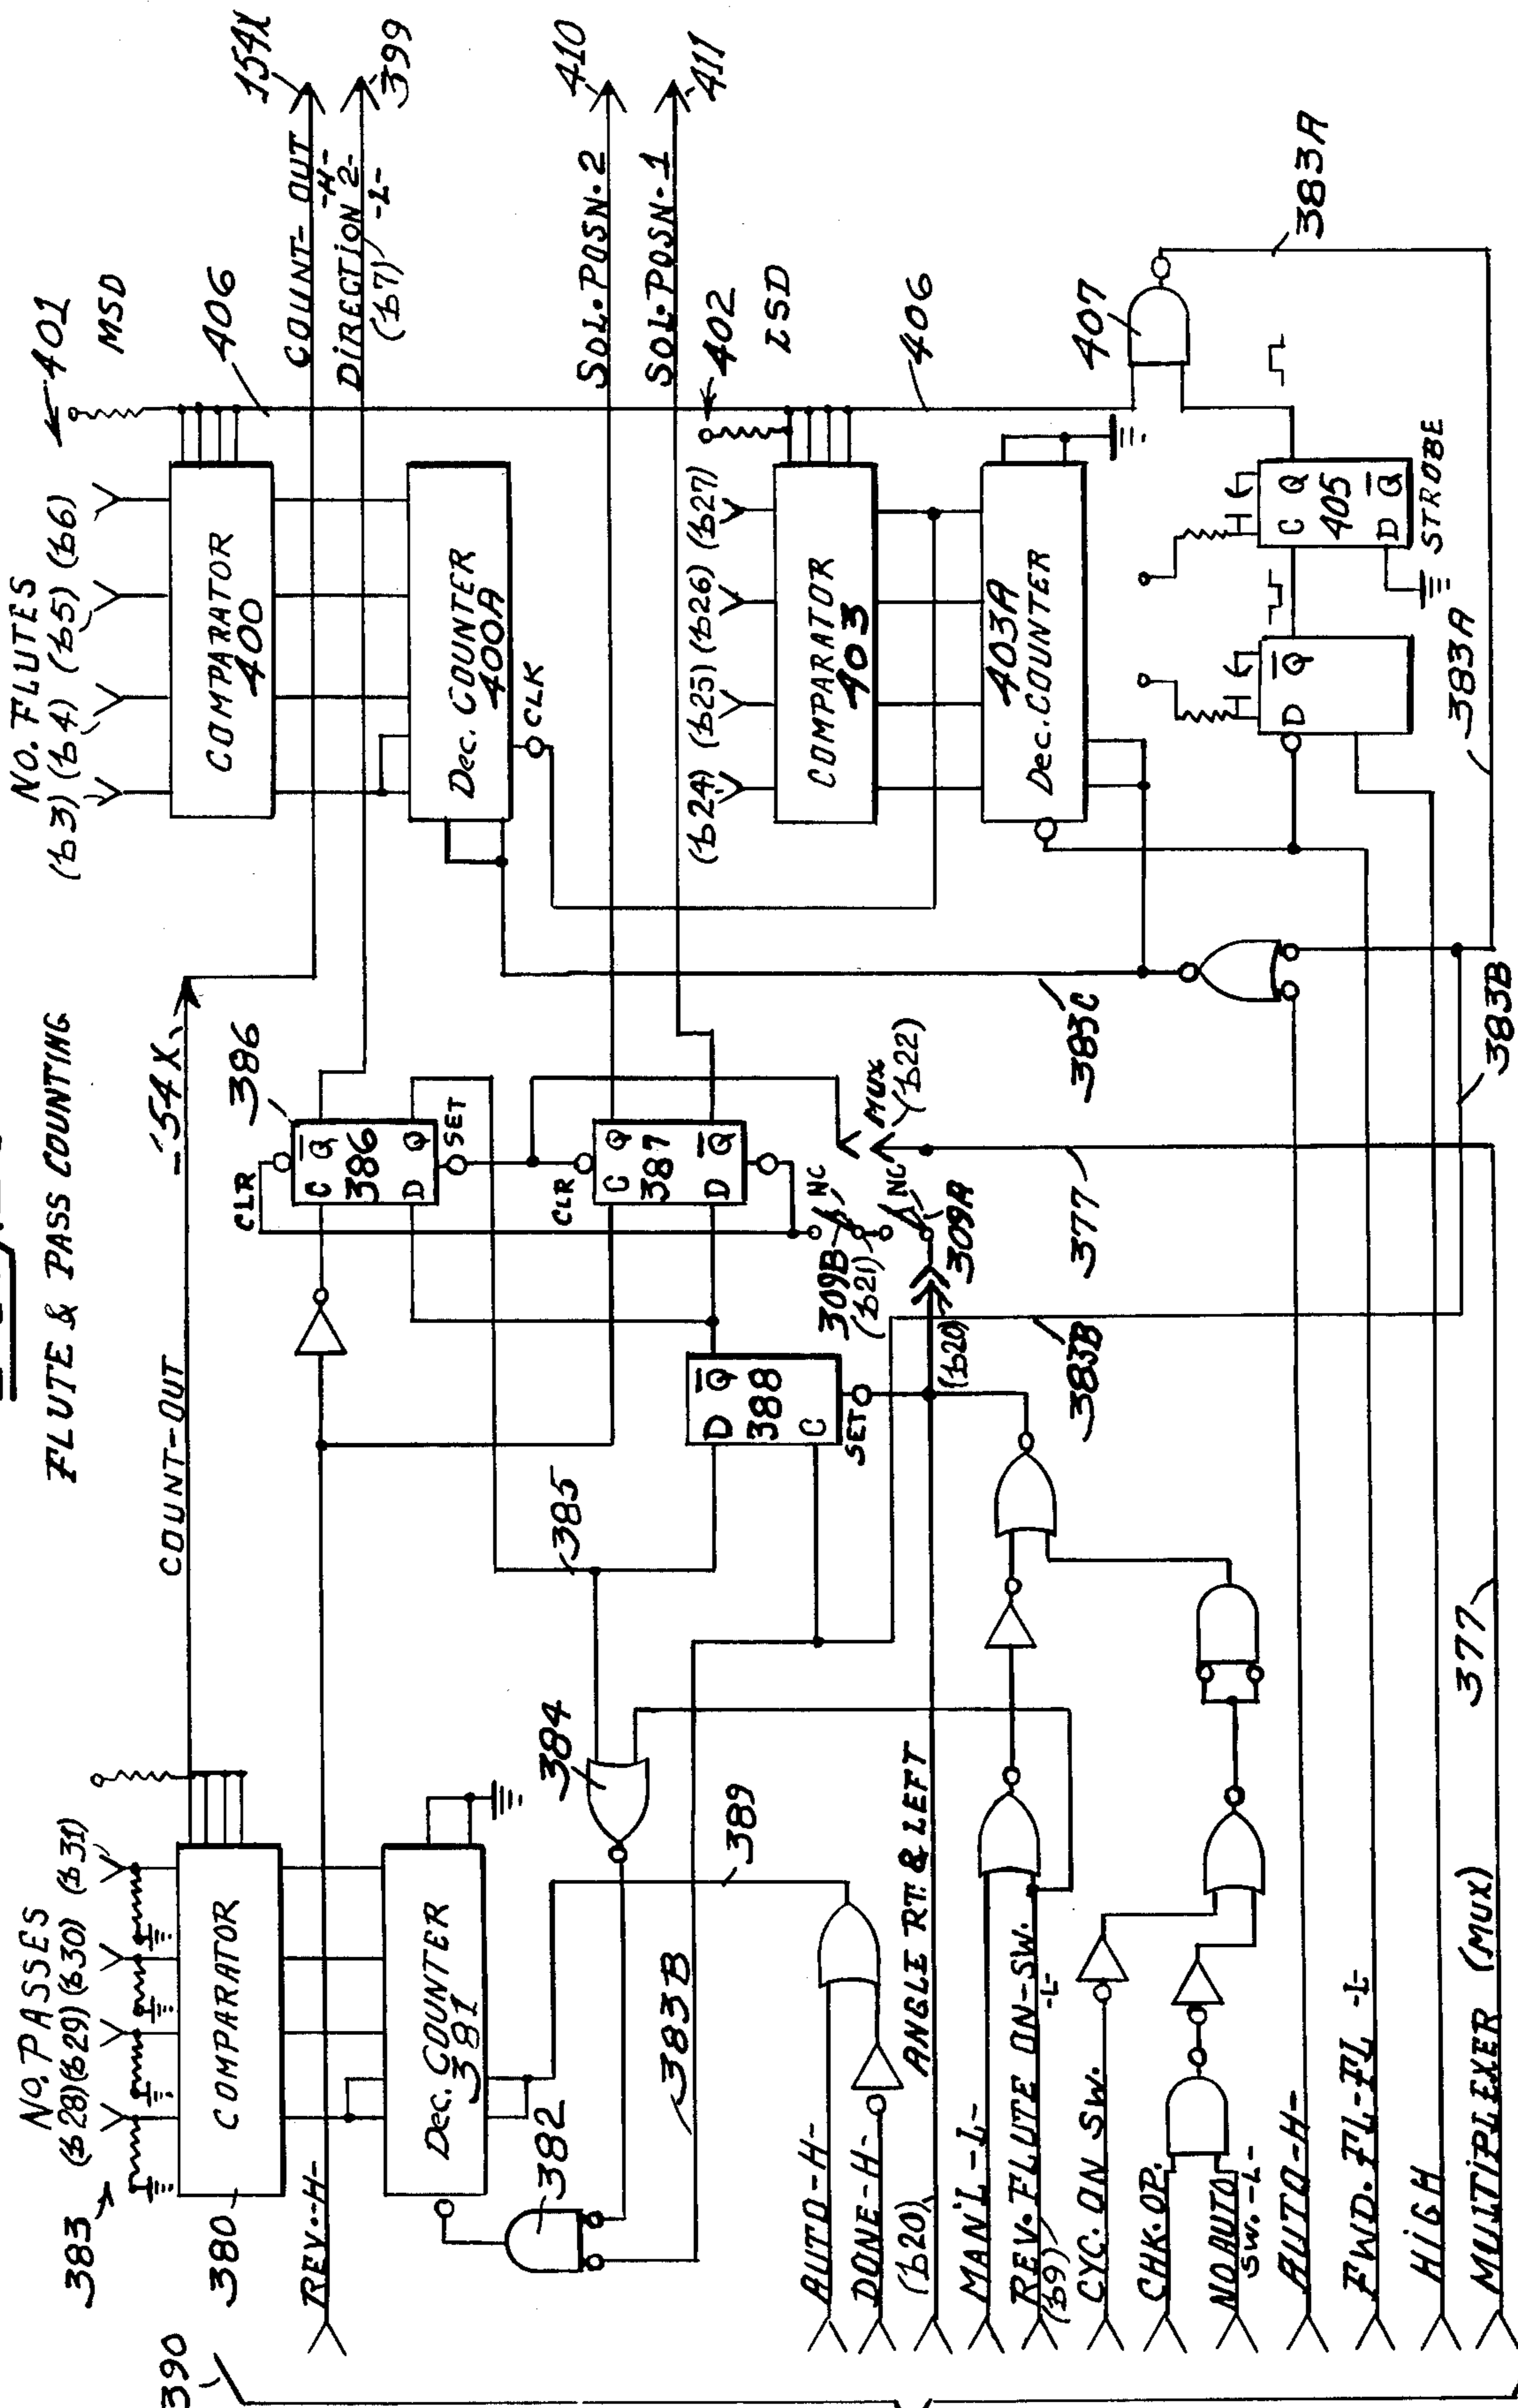 FLUTE & PASS COUNTING
NO. PASSES
(b28) (b29) (b30) (b31)
383
380
COMPARATOR
Dec. COUNTER
381
382
390
REV.-H-
COUNT-OUT
154X
384
385
389
383B
NO. FLUTES
(b3) (b4) (b5) (b6)
401
MSD
406
COMPARATOR
400
Dec. COUNTER
400A
CLK
COUNT-OUT
-H-
154X
DIRECTION 2-
(b7) -L-
399
SOL. POSN. 2
410
SOL. POSN. 1
411
386
CLR
C Q̅
386
D Q
SET
CLR
C Q
387
D Q̅
D Q̅
388
C
SET
309B
NC
(b21)
NC
309A
(b20)
MUX
(b22)
377
383B
383C
402
LSD
(b24) (b25) (b26) (b27)
COMPARATOR
403
403A
Dec. COUNTER
406
407
383A
D Q̅
C Q
405
D Q̅
STROBE
383A
383B
AUTO-H-
DONE-H-
(b20)
ANGLE RT. & LEFT
MAN'L-L-
REV. FLUTE ON-SW.
-L-
(b9)
CYC. ON SW.
CHK. OP.
NO AUTO
SW.-L-
AUTO-H-
FWD. FL-FL -L-
HIGH
MULTIPLEXER (MUX)
377